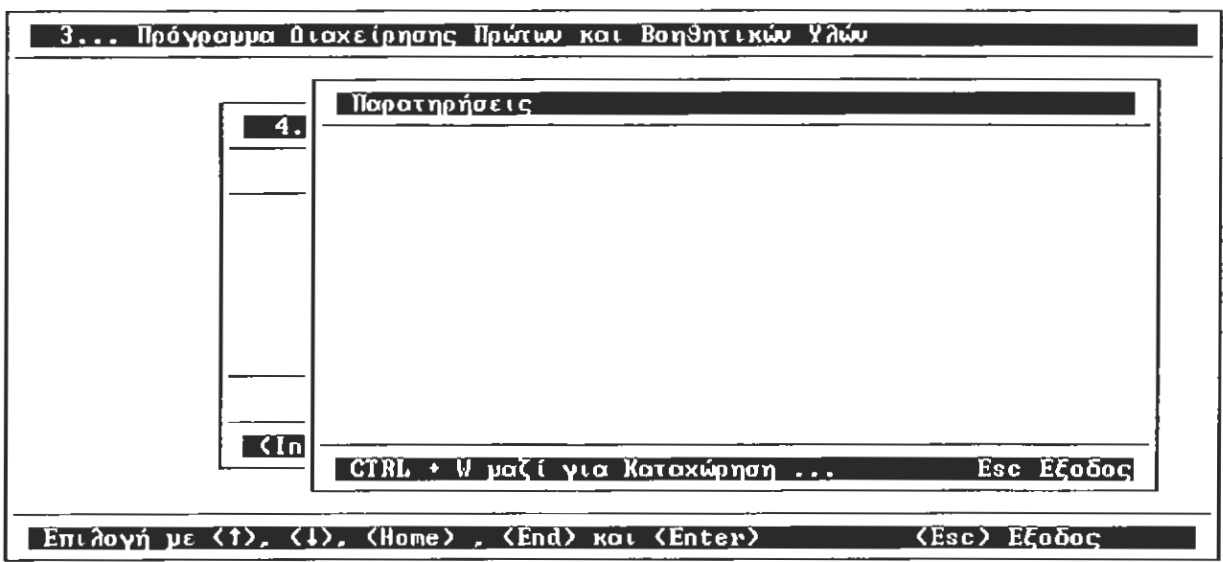 3... Πρόγραμμα Διαχείρησης Πρώτων και Βοηθητικών Υλών
Παρατηρήσεις
4.
<In
CTRL + W μαζί για Καταχώρηση ... Esc Εξοδος
Επιλογή με <↑>, <↓>, <Home> , <End> και <Enter> <Esc> Εξοδος